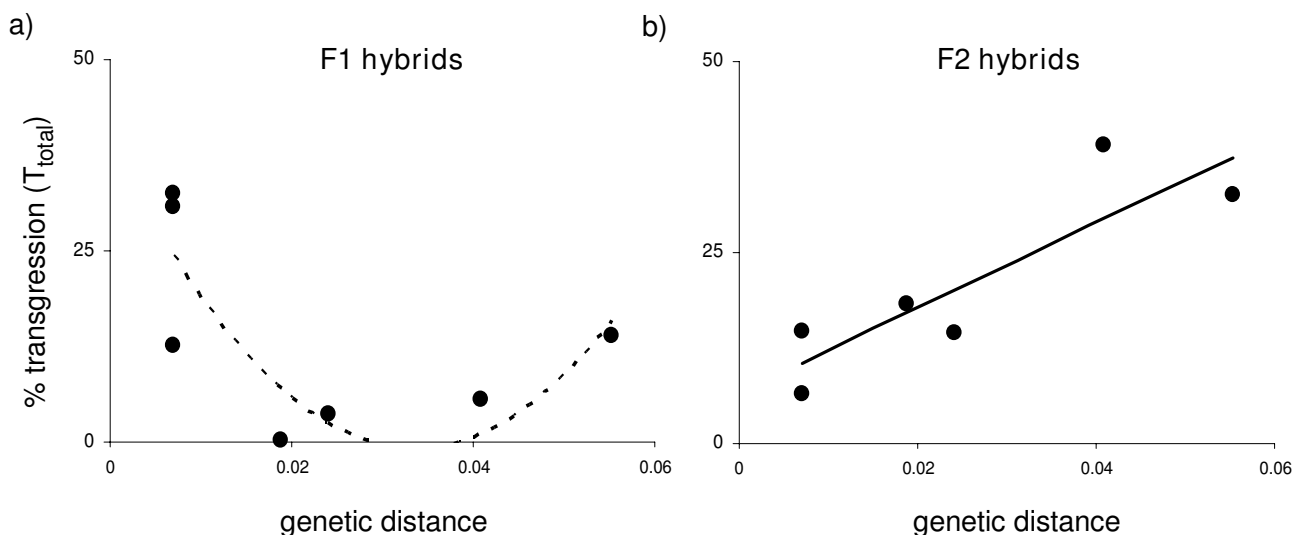 a)
F1 hybrids
% transgression (Ttotal)
50
25
0
0
0.02
0.04
0.06
genetic distance
b)
F2 hybrids
50
25
0
0
0.02
0.04
0.06
genetic distance